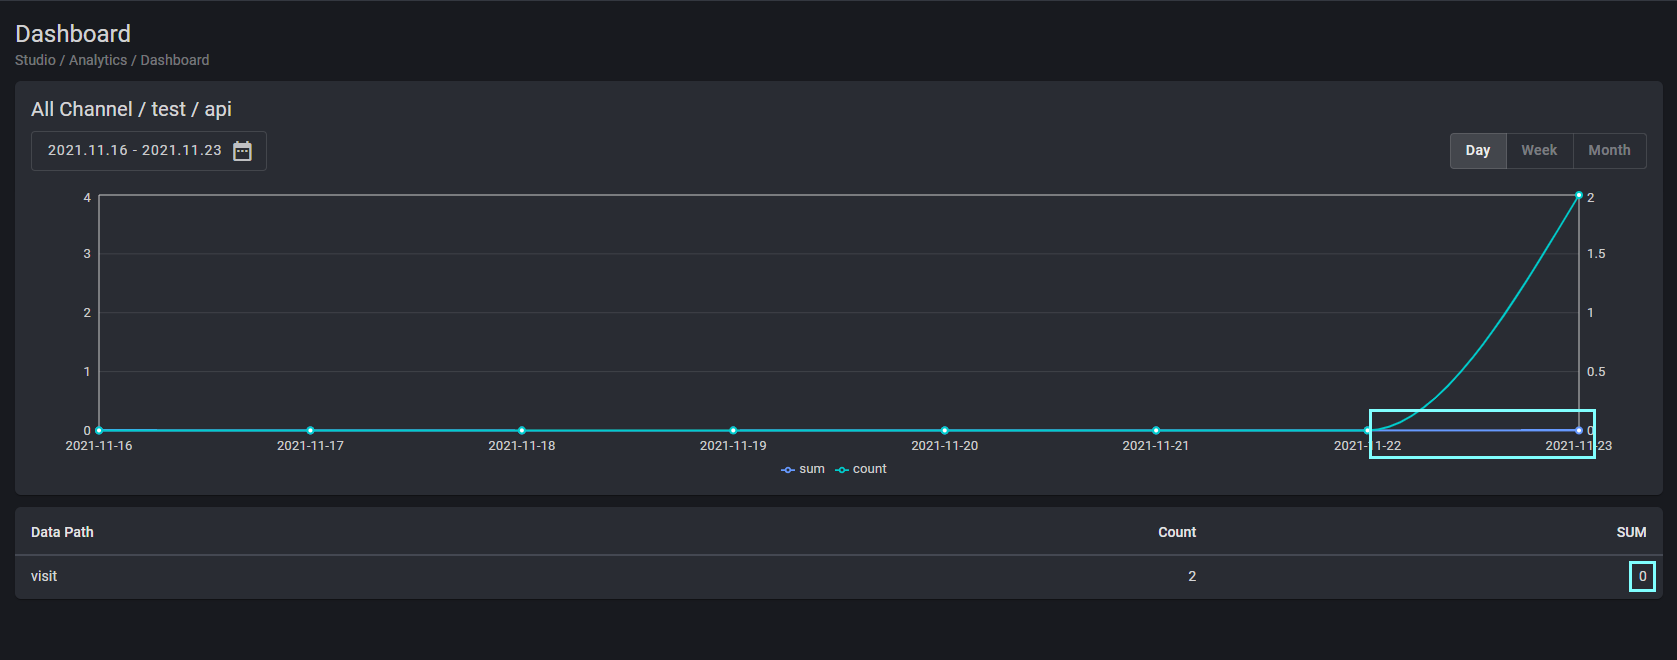 Dashboard
Studio / Analytics / Dashboard
All Channel / test / api
2021.11.16 - 2021.11.23
Day Week Month
4 2
3 1.5
2 1
1 0.5
0 0
2021-11-16 2021-11-17 2021-11-18 2021-11-19 2021-11-20 2021-11-21 2021-11-22 2021-11-23
sum count
Data Path Count SUM
visit 2 0